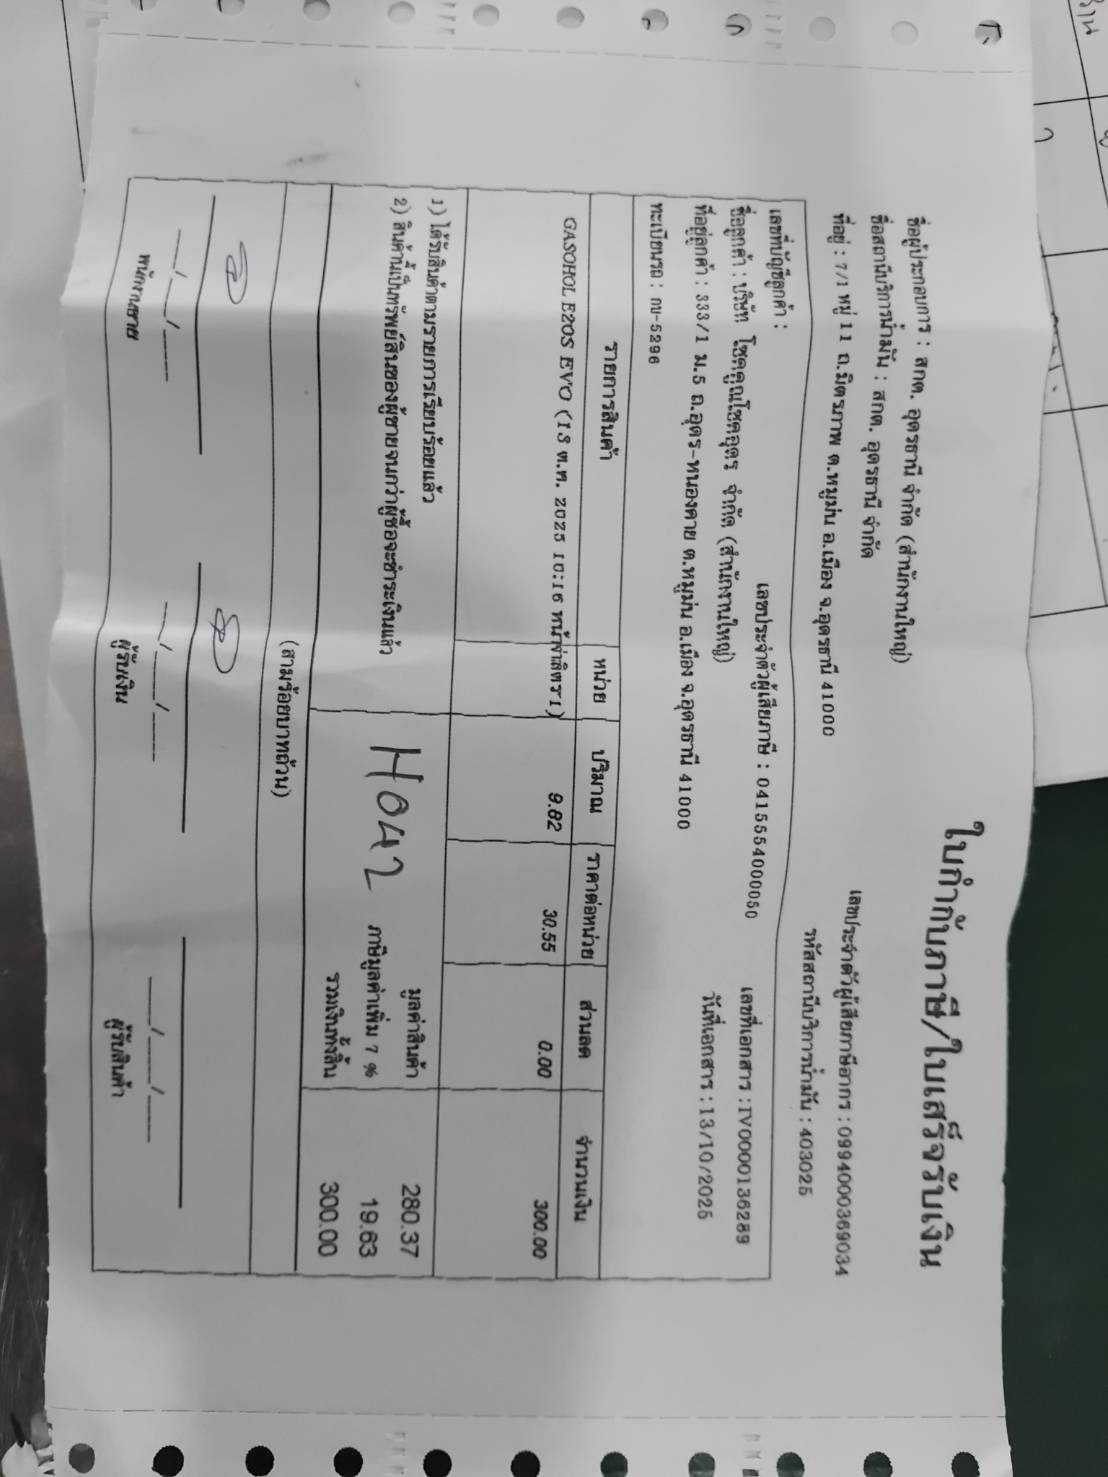 ใบกำกับภาษี/ใบเสร็จรับเงิน
ชื่อผู้ประกอบการ : สกต. อุดรธานี จำกัด (สำนักงานใหญ่)
เลขประจำตัวผู้เสียภาษีอากร : 0994000369034
ชื่อสถานีบริการน้ำมัน : สกต. อุดรธานี จำกัด
รหัสสถานีบริการน้ำมัน : 403025
ที่อยู่ : 7/1 หมู่ 11 ถ.มิตรภาพ ต.หมูม่น อ.เมือง จ.อุดรธานี 41000
เลขที่บัญชีลูกค้า :
เลขประจำตัวผู้เสียภาษี : 0415554000050
เลขที่เอกสาร : IV0000136289
ชื่อลูกค้า : บริษัท โชคคูณโชคอุดร จำกัด (สำนักงานใหญ่)
วันที่เอกสาร : 13/10/2025
ที่อยู่ลูกค้า : 333/1 ม.5 ถ.อุดร-หนองคาย ต.หมูม่น อ.เมือง จ.อุดรธานี 41000
ทะเบียนรถ : กบ-5296
รายการสินค้า หน่วย ปริมาณ ราคาต่อหน่วย ส่วนลด จำนวนเงิน
GASOHOL E20S EVO (13 ต.ค. 2025 10:16 หน้าจ่าลิตร1) 9.82 30.55 0.00 300.00
1) ได้รับสินค้าตามรายการเรียบร้อยแล้ว
2) สินค้านี้เป็นทรัพย์สินของผู้ขายจนกว่าผู้ซื้อจะชำระเงินแล้ว
H042
มูลค่าสินค้า 280.37
ภาษีมูลค่าเพิ่ม 7 % 19.63
รวมเงินทั้งสิ้น 300.00
(สามร้อยบาทถ้วน)
__/__/__ __/__/__ __/__/__
พนักงานขาย ผู้รับเงิน ผู้รับสินค้า